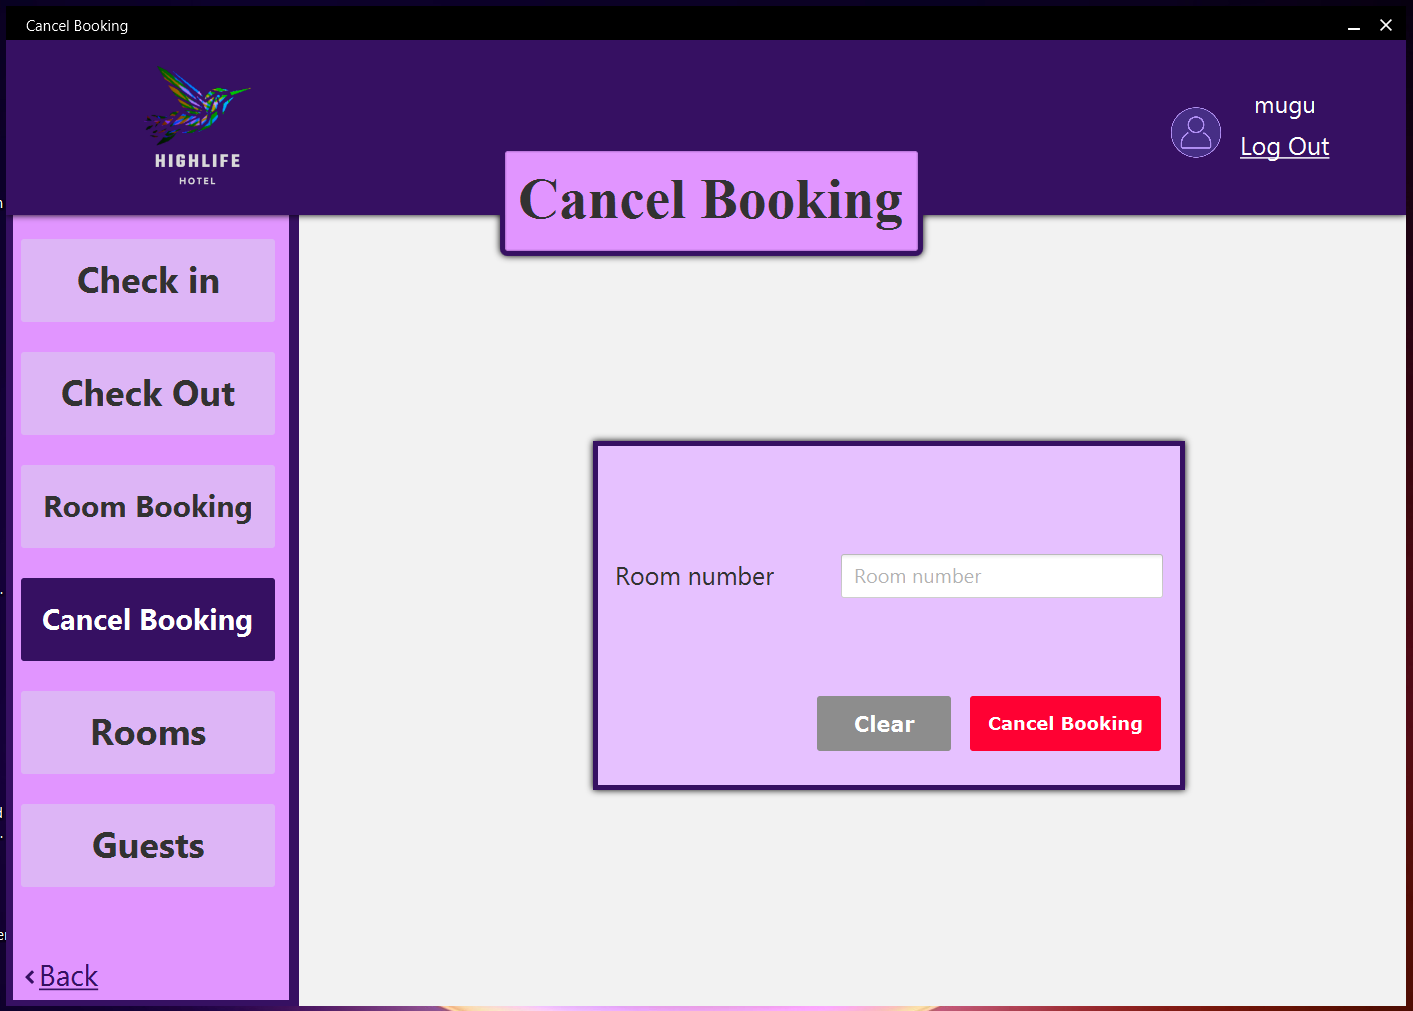 Cancel Booking
HIGHLIFE
HOTEL
mugu
Log Out
Cancel Booking
Check in
Check Out
Room Booking
Cancel Booking
Rooms
Guests
Back
Room number
Room number
Clear
Cancel Booking